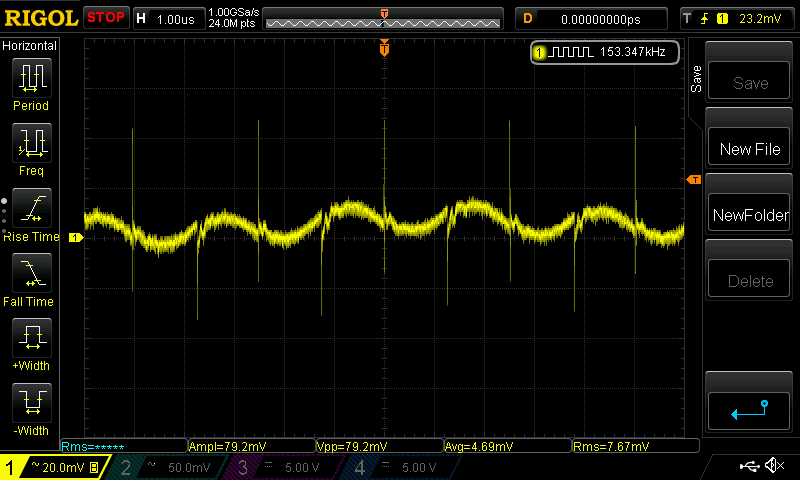 RIGOL STOP H 1.00us 1.00GSa/s 24.0M pts T D 0.00000000ps T 1 23.2mV
Horizontal
1 153.347kHz
T
Save
Save
Period
New File
Freq
T
NewFolder
Rise Time
1
Delete
Fall Time
+Width
-Width
Rms=***** Ampl=79.2mV Vpp=79.2mV Avg=4.69mV Rms=7.67mV
1 ~ 20.0mV B 2 ~ 50.0mV 3 5.00 V 4 5.00 V